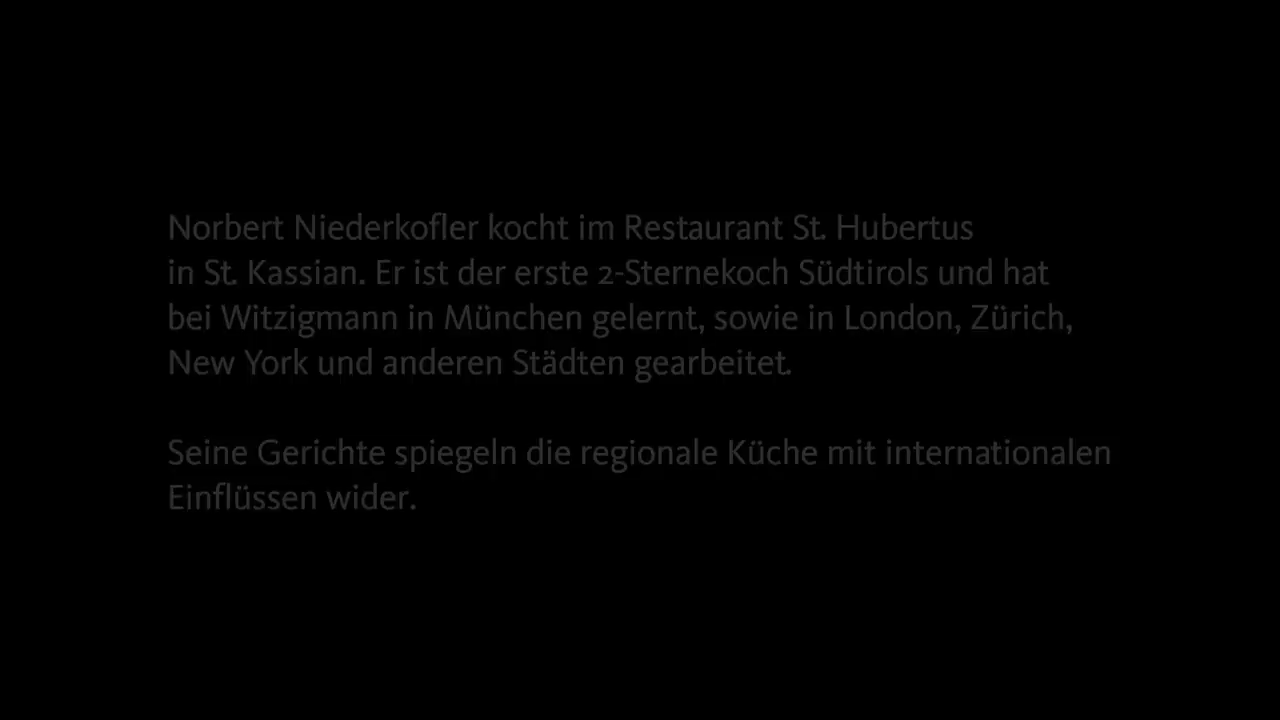 Norbert Niederkofler kocht im Restaurant St. Hubertus
in St. Kassian. Er ist der erste 2-Sternekoch Südtirols und hat
bei Witzigmann in München gelernt, sowie in London, Zürich,
New York und anderen Städten gearbeitet.
Seine Gerichte spiegeln die regionale Küche mit internationalen
Einflüssen wider.